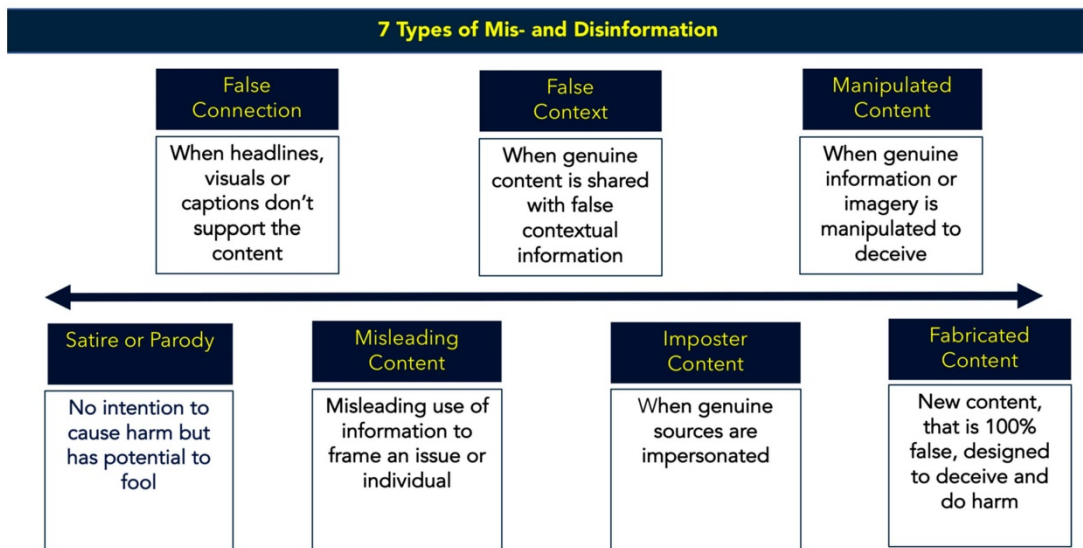 7 Types of Mis- and Disinformation
False
Connection
When headlines,
visuals or
captions don't
support the
content
False
Context
When genuine
content is shared
with false
contextual
information
Manipulated
Content
When genuine
information or
imagery is
manipulated to
deceive
Satire or Parody
No intention to
cause harm but
has potential to
fool
Misleading
Content
Misleading use of
information to
frame an issue or
individual
Imposter
Content
When genuine
sources are
impersonated
Fabricated
Content
New content,
that is 100%
false, designed
to deceive and
do harm